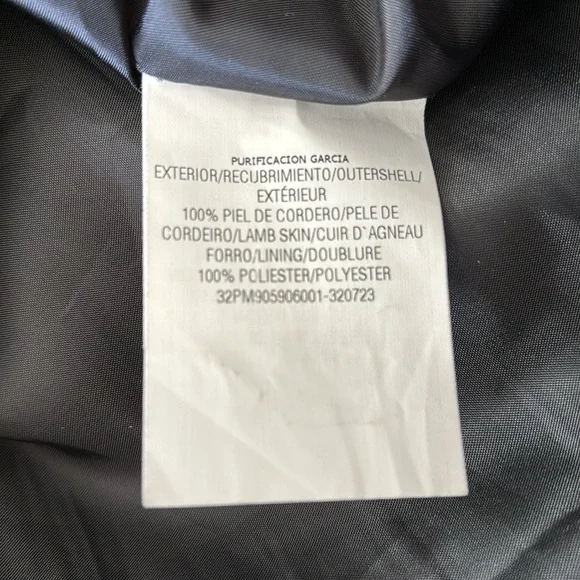 PURIFICACION GARCIA
EXTERIOR/RECUBRIMIENTO/OUTERSHELL/
EXTÉRIEUR
100% PIEL DE CORDERO/PELE DE
CORDEIRO/LAMB SKIN/CUIR D`AGNEAU
FORRO/LINING/DOUBLURE
100% POLIESTER/POLYESTER
32PM905906001-320723